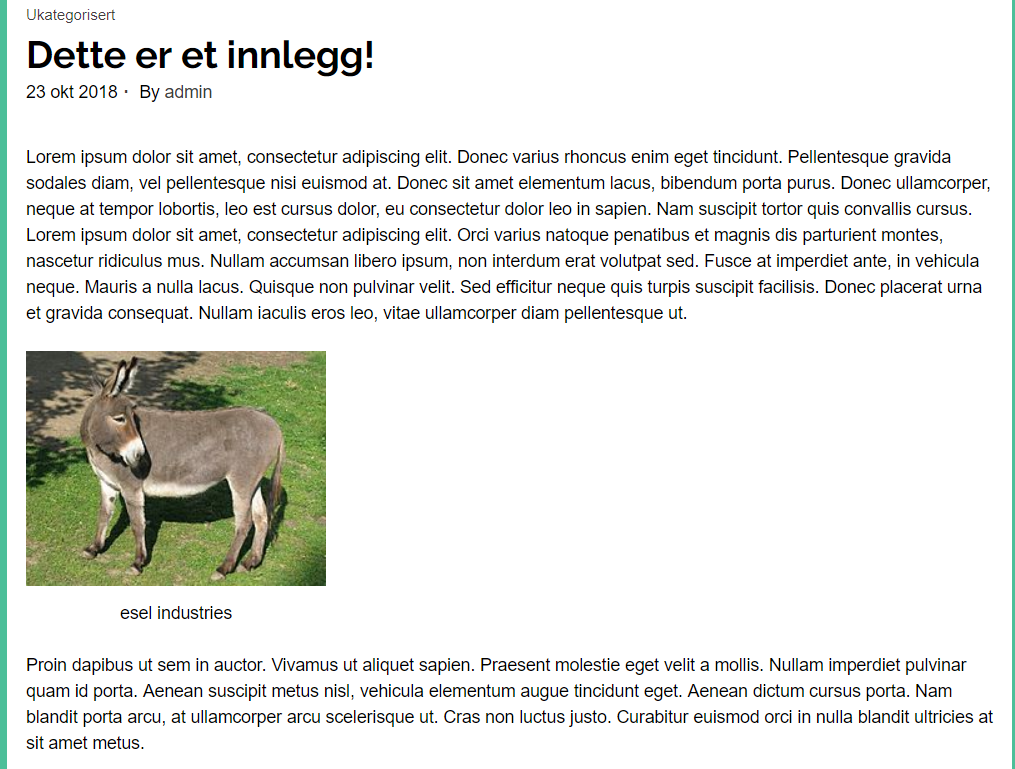 Ukategorisert
Dette er et innlegg!
23 okt 2018 · By admin
Lorem ipsum dolor sit amet, consectetur adipiscing elit. Donec varius rhoncus enim eget tincidunt. Pellentesque gravida
sodales diam, vel pellentesque nisi euismod at. Donec sit amet elementum lacus, bibendum porta purus. Donec ullamcorper,
neque at tempor lobortis, leo est cursus dolor, eu consectetur dolor leo in sapien. Nam suscipit tortor quis convallis cursus.
Lorem ipsum dolor sit amet, consectetur adipiscing elit. Orci varius natoque penatibus et magnis dis parturient montes,
nascetur ridiculus mus. Nullam accumsan libero ipsum, non interdum erat volutpat sed. Fusce at imperdiet ante, in vehicula
neque. Mauris a nulla lacus. Quisque non pulvinar velit. Sed efficitur neque quis turpis suscipit facilisis. Donec placerat urna
et gravida consequat. Nullam iaculis eros leo, vitae ullamcorper diam pellentesque ut.
esel industries
Proin dapibus ut sem in auctor. Vivamus ut aliquet sapien. Praesent molestie eget velit a mollis. Nullam imperdiet pulvinar
quam id porta. Aenean suscipit metus nisl, vehicula elementum augue tincidunt eget. Aenean dictum cursus porta. Nam
blandit porta arcu, at ullamcorper arcu scelerisque ut. Cras non luctus justo. Curabitur euismod orci in nulla blandit ultricies at
sit amet metus.